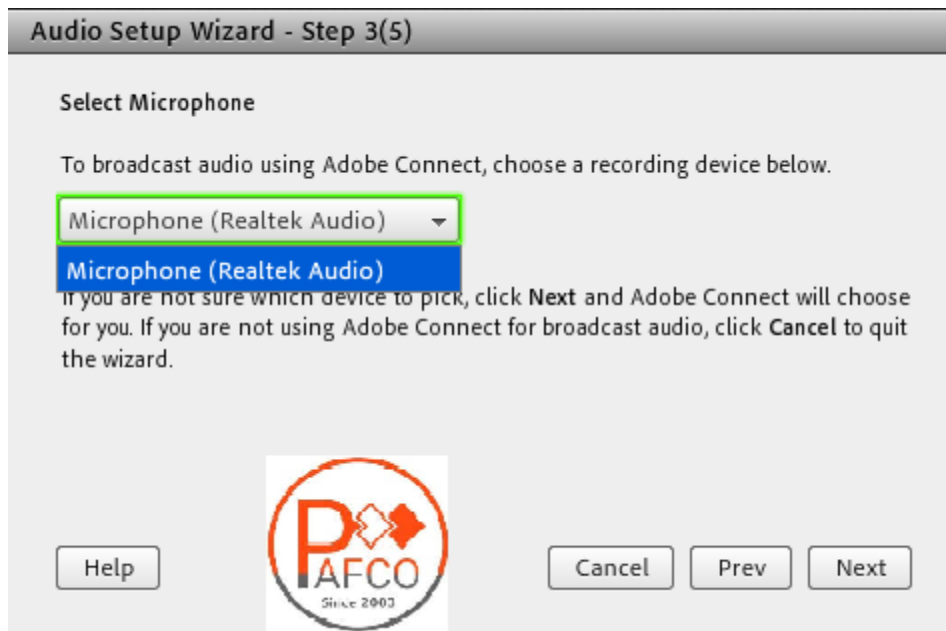 Audio Setup Wizard - Step 3(5)
Select Microphone
To broadcast audio using Adobe Connect, choose a recording device below.
Microphone (Realtek Audio)
Microphone (Realtek Audio)
If you are not sure which device to pick, click Next and Adobe Connect will choose
for you. If you are not using Adobe Connect for broadcast audio, click Cancel to quit
the wizard.
PAFCO
Since 2003
Help
Cancel
Prev
Next